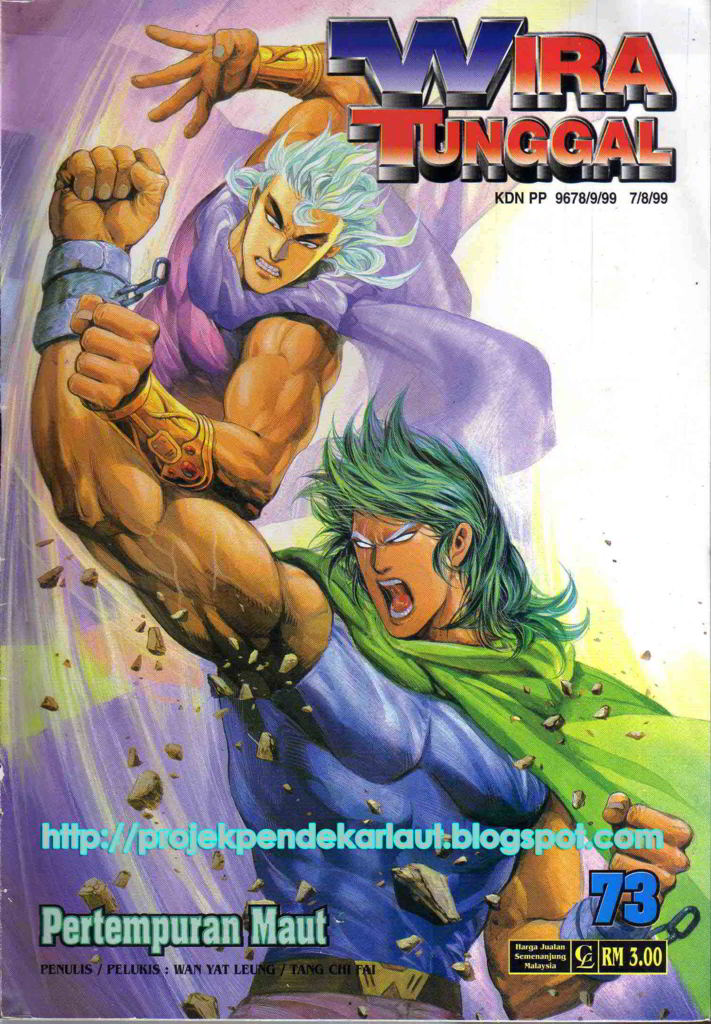 WIRA
TUNGGAL
KDN PP 9678/9/99 7/8/99
http://projekpendekarlaut.blogspot.com
73
Pertempuran Maut
PENULIS / PELUKIS : WAN YAT LEUNG / TANG CHI FAI
Harga Jualan
Semenanjung
Malaysia
RM 3.00